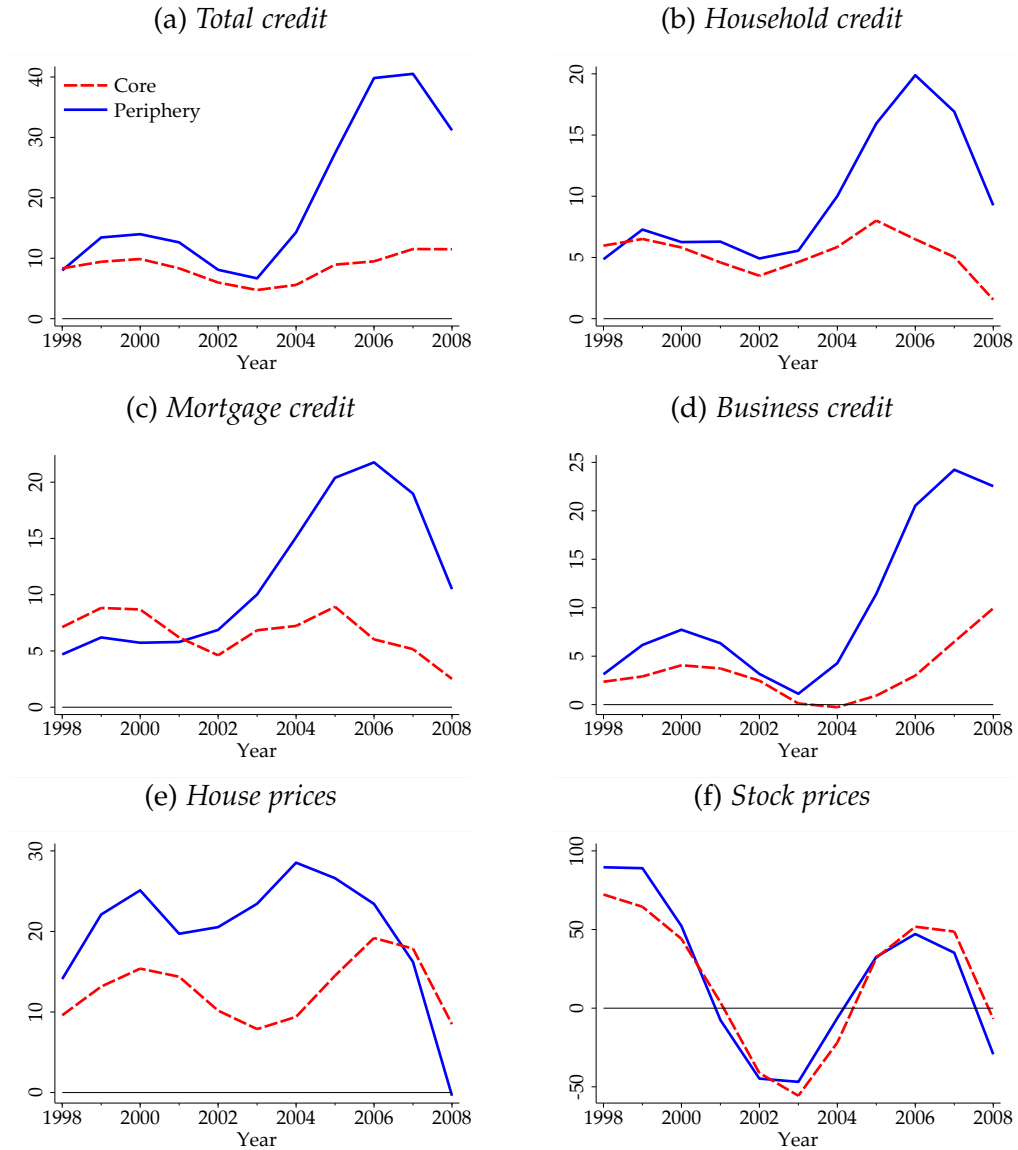 (a) Total credit
(b) Household credit
40
30
20
10
0
Core
Periphery
1998 2000 2002 2004 2006 2008
Year
20
15
10
5
0
1998 2000 2002 2004 2006 2008
Year
(c) Mortgage credit
(d) Business credit
20
15
10
5
0
1998 2000 2002 2004 2006 2008
Year
25
20
15
10
5
0
1998 2000 2002 2004 2006 2008
Year
(e) House prices
(f) Stock prices
30
20
10
0
1998 2000 2002 2004 2006 2008
Year
100
50
0
-50
1998 2000 2002 2004 2006 2008
Year